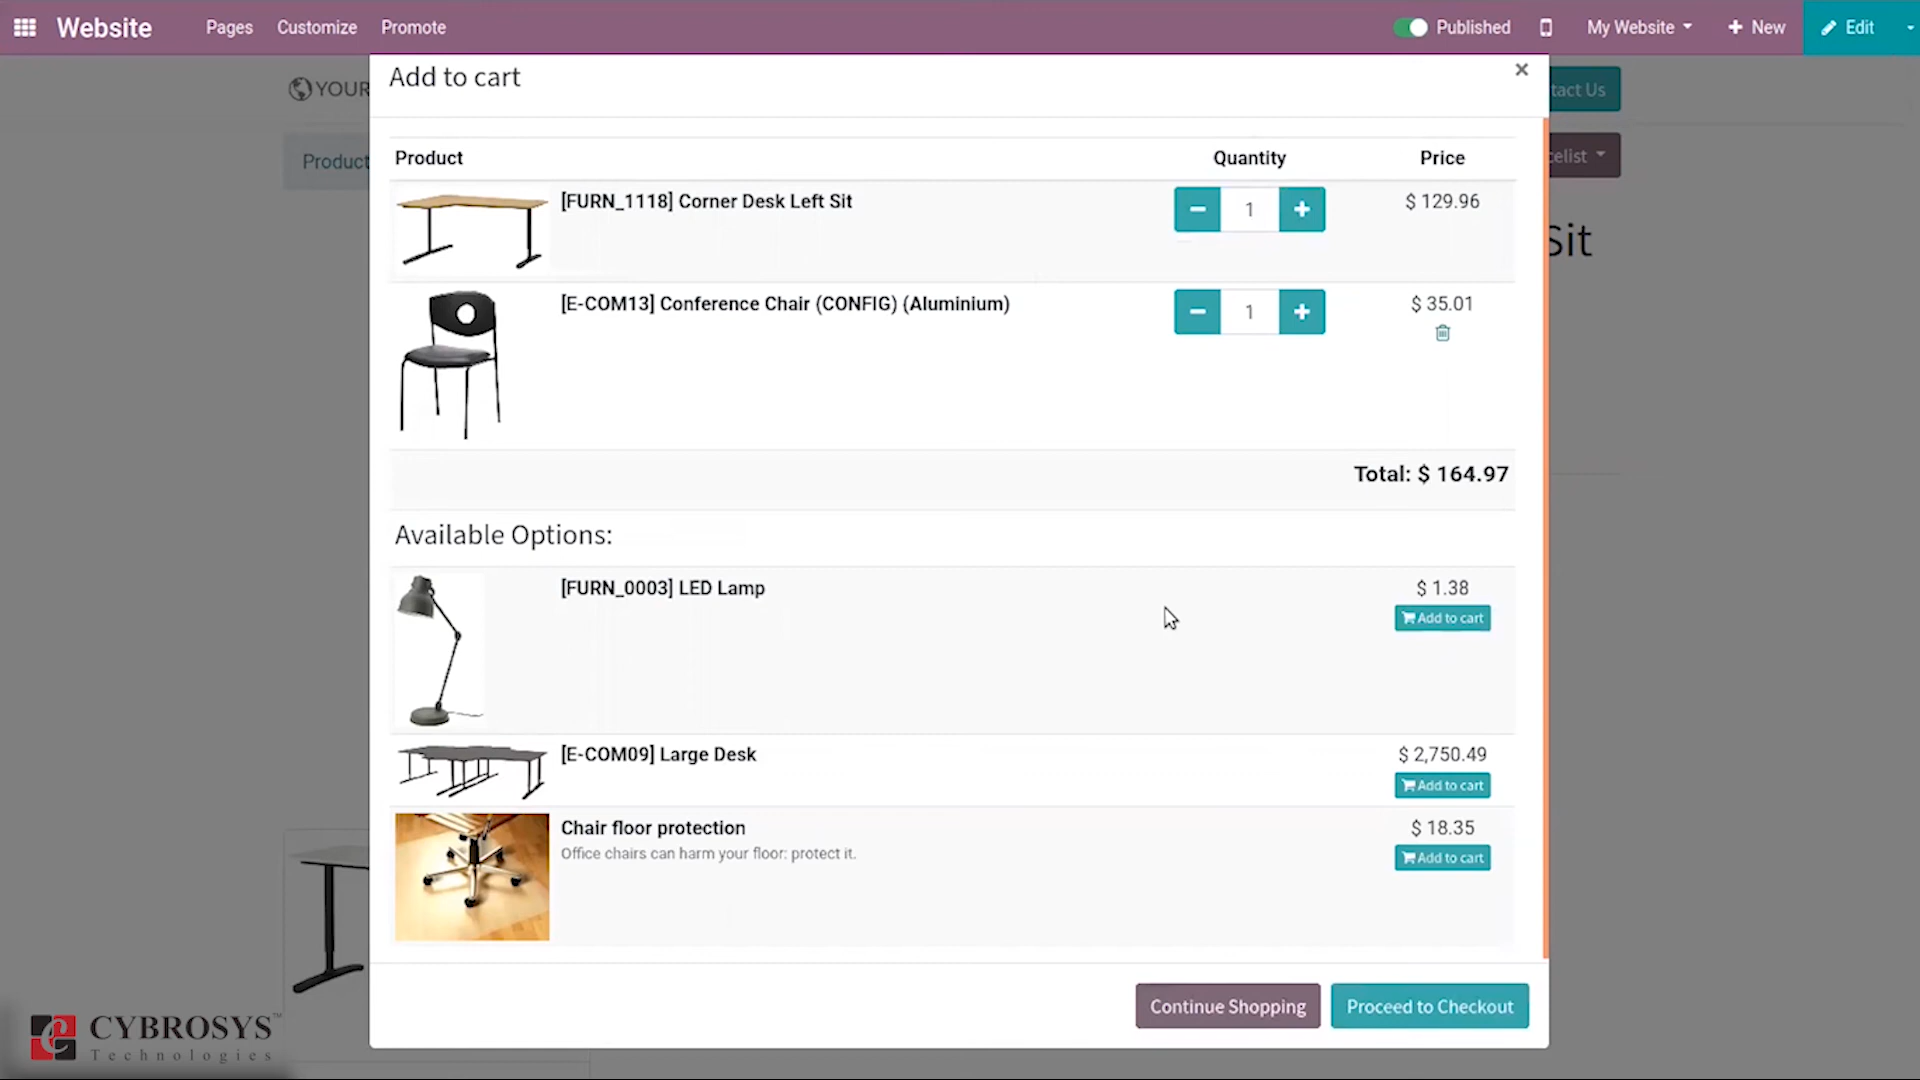 Website Pages Customize Promote Published My Website New Edit
Add to cart ×
YOUR tact Us
Product elist
Sit
Product Quantity Price
[FURN_1118] Corner Desk Left Sit 1 $ 129.96
[E-COM13] Conference Chair (CONFIG) (Aluminium) 1 $ 35.01
Total: $ 164.97
Available Options:
[FURN_0003] LED Lamp $ 1.38
Add to cart
[E-COM09] Large Desk $ 2,750.49
Add to cart
Chair floor protection $ 18.35
Office chairs can harm your floor: protect it. Add to cart
Continue Shopping Proceed to Checkout
CYBROSYS™
Technologies